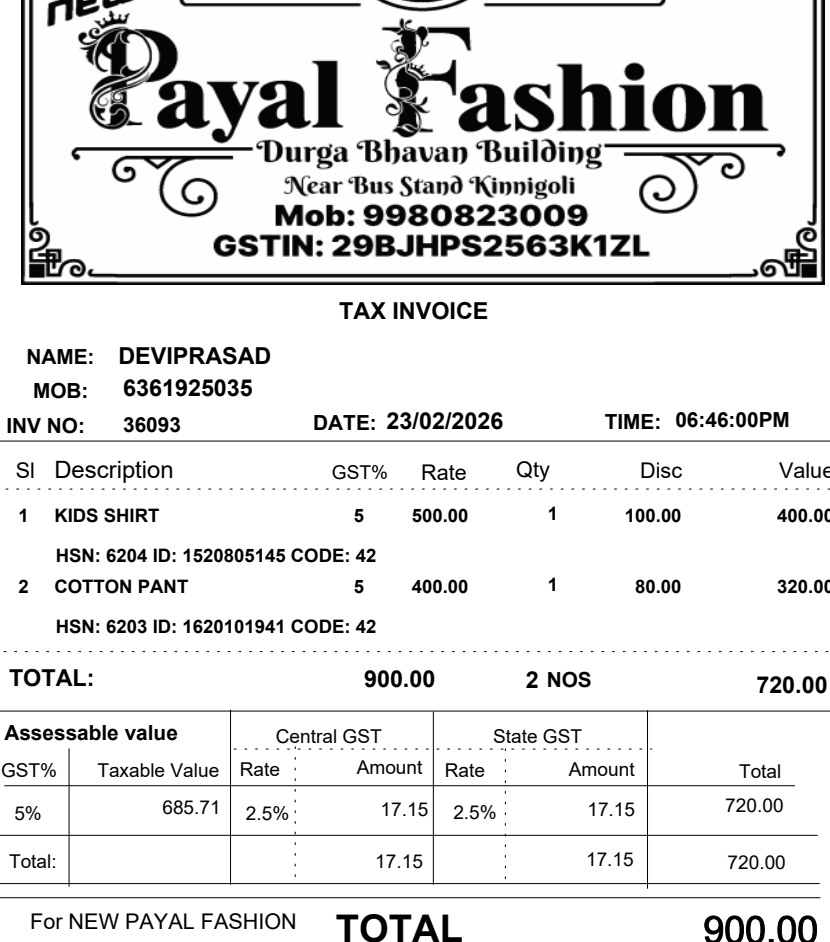 new
Payal Fashion
Durga Bhavan Building
Near Bus Stand Kinnigoli
Mob: 9980823009
GSTIN: 29BJHPS2563K1ZL
TAX INVOICE
NAME: DEVIPRASAD
MOB: 6361925035
INV NO: 36093 DATE: 23/02/2026 TIME: 06:46:00PM
Sl Description GST% Rate Qty Disc Value
1 KIDS SHIRT 5 500.00 1 100.00 400.00
HSN: 6204 ID: 1520805145 CODE: 42
2 COTTON PANT 5 400.00 1 80.00 320.00
HSN: 6203 ID: 1620101941 CODE: 42
TOTAL: 900.00 2 NOS 720.00
Assessable value Central GST State GST
GST% Taxable Value Rate Amount Rate Amount Total
5% 685.71 2.5% 17.15 2.5% 17.15 720.00
Total: 17.15 17.15 720.00
For NEW PAYAL FASHION TOTAL 900.00